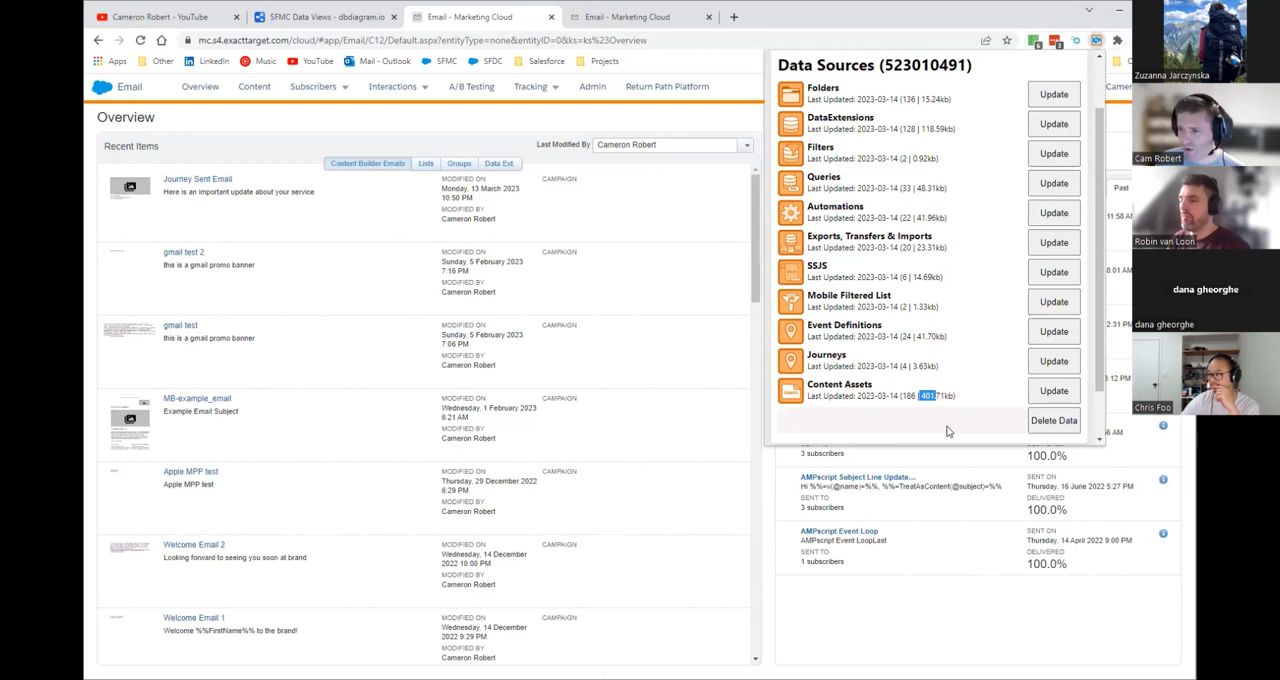 Cameron Robert - YouTube
SFMC Data Views - dbdiagram.io
Email - Marketing Cloud
Email - Marketing Cloud
mc.s4.exacttarget.com/cloud/#app/Email/C12/Default.aspx?entityType=none&entityID=0&ks=ks%23Overview
Apps
Other
LinkedIn
Music
YouTube
Mail - Outlook
SFMC
SFDC
Salesforce
Projects
Email
Overview
Content
Subscribers
Interactions
A/B Testing
Tracking
Admin
Return Path Platform
Overview
Recent Items
Last Modified By
Cameron Robert
Content Builder Emails
Lists
Groups
Data Ext
Journey Sent Email
Here is an important update about your service
MODIFIED ON
Monday, 13 March 2023
10:50 PM
MODIFIED BY
Cameron Robert
CAMPAIGN
gmail test 2
this is a gmail promo banner
MODIFIED ON
Sunday, 5 February 2023
7:16 PM
MODIFIED BY
Cameron Robert
CAMPAIGN
gmail test
this is a gmail promo banner
MODIFIED ON
Sunday, 5 February 2023
7:06 PM
MODIFIED BY
Cameron Robert
CAMPAIGN
MB-example_email
Example Email Subject
MODIFIED ON
Wednesday, 1 February 2023
6:21 AM
MODIFIED BY
Cameron Robert
CAMPAIGN
Apple MPP test
Apple MPP test
MODIFIED ON
Thursday, 29 December 2022
6:29 PM
MODIFIED BY
Cameron Robert
CAMPAIGN
Welcome Email 2
Looking forward to seeing you soon at brand
MODIFIED ON
Wednesday, 14 December
2022 10:00 PM
MODIFIED BY
Cameron Robert
CAMPAIGN
Welcome Email 1
Welcome %%FirstName%% to the brand!
MODIFIED ON
Wednesday, 14 December
2022 9:29 PM
MODIFIED BY
Cameron Robert
CAMPAIGN
Data Sources (523010491)
Folders
Last Updated: 2023-03-14 (136 | 15.24kb)
Update
DataExtensions
Last Updated: 2023-03-14 (128 | 118.59kb)
Update
Filters
Last Updated: 2023-03-14 (2 | 0.92kb)
Update
Queries
Last Updated: 2023-03-14 (33 | 48.31kb)
Update
Automations
Last Updated: 2023-03-14 (22 | 41.96kb)
Update
Exports, Transfers & Imports
Last Updated: 2023-03-14 (20 | 23.31kb)
Update
SSJS
Last Updated: 2023-03-14 (6 | 14.69kb)
Update
Mobile Filtered List
Last Updated: 2023-03-14 (2 | 1.33kb)
Update
Event Definitions
Last Updated: 2023-03-14 (24 | 41.70kb)
Update
Journeys
Last Updated: 2023-03-14 (4 | 3.63kb)
Update
Content Assets
Last Updated: 2023-03-14 (186 | 401.71kb)
Update
Delete Data
Past
3 subscribers
100.0%
AMPscript Subject Line Update...
Hi %%=v(@name)=%%, %%=TreatAsContent(@subject)=%%
SENT TO
3 subscribers
SENT ON
Thursday, 16 June 2022 5:27 PM
DELIVERED
100.0%
AMPscript Event Loop
AMPscript Event LoopLast
SENT TO
1 subscribers
SENT ON
Thursday, 14 April 2022 9:00 PM
DELIVERED
100.0%
Zuzanna Jarczynska
Cam Robert
Robin van Loon
dana gheorghe
dana gheorghe
Chris Foo